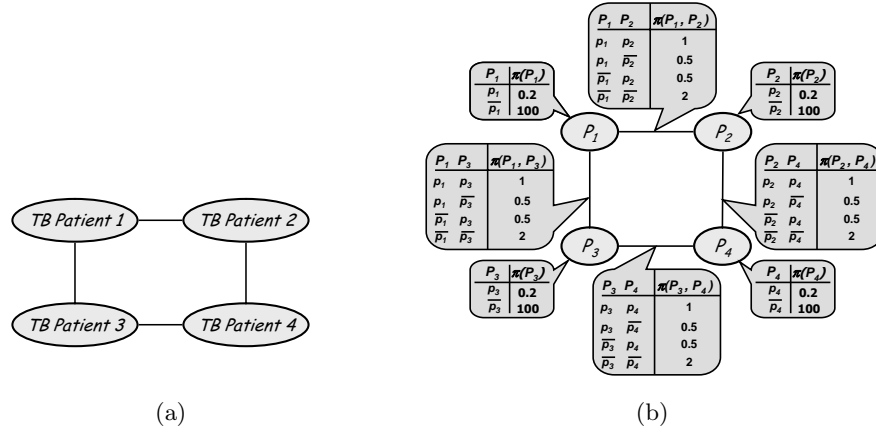 TB Patient 1 TB Patient 2
TB Patient 3 TB Patient 4
(a)
P₁ P₂ π(P₁, P₂)
p₁ p₂ 1
p₁ p̅₂ 0.5
p̅₁ p₂ 0.5
p̅₁ p̅₂ 2
P₁ π(P₁)
p₁ 0.2
p̅₁ 100
P₂ π(P₂)
p₂ 0.2
p̅₂ 100
P₁
P₂
P₁ P₃ π(P₁, P₃)
p₁ p₃ 1
p₁ p̅₃ 0.5
p̅₁ p₃ 0.5
p̅₁ p̅₃ 2
P₂ P₄ π(P₂, P₄)
p₂ p₄ 1
p₂ p̅₄ 0.5
p̅₂ p₄ 0.5
p̅₂ p̅₄ 2
P₃
P₄
P₃ π(P₃)
p₃ 0.2
p̅₃ 100
P₃ P₄ π(P₃, P₄)
p₃ p₄ 1
p₃ p̅₄ 0.5
p̅₃ p₄ 0.5
p̅₃ p̅₄ 2
P₄ π(P₄)
p₄ 0.2
p̅₄ 100
(b)